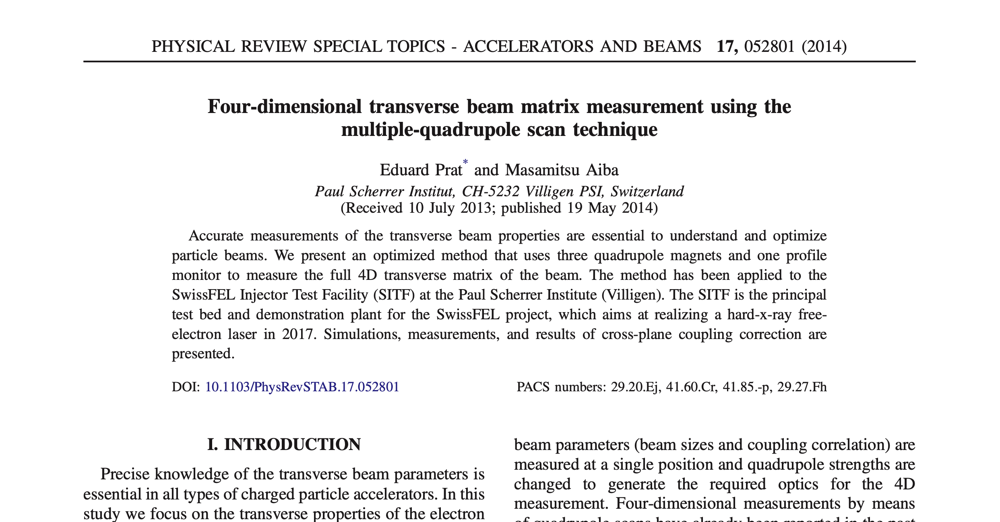 PHYSICAL REVIEW SPECIAL TOPICS - ACCELERATORS AND BEAMS 17, 052801 (2014)
Four-dimensional transverse beam matrix measurement using the
multiple-quadrupole scan technique
Eduard Prat* and Masamitsu Aiba
Paul Scherrer Institut, CH-5232 Villigen PSI, Switzerland
(Received 10 July 2013; published 19 May 2014)
Accurate measurements of the transverse beam properties are essential to understand and optimize
particle beams. We present an optimized method that uses three quadrupole magnets and one profile
monitor to measure the full 4D transverse matrix of the beam. The method has been applied to the
SwissFEL Injector Test Facility (SITF) at the Paul Scherrer Institute (Villigen). The SITF is the principal
test bed and demonstration plant for the SwissFEL project, which aims at realizing a hard-x-ray free-
electron laser in 2017. Simulations, measurements, and results of cross-plane coupling correction are
presented.
DOI: 10.1103/PhysRevSTAB.17.052801
PACS numbers: 29.20.Ej, 41.60.Cr, 41.85.-p, 29.27.Fh
I. INTRODUCTION
Precise knowledge of the transverse beam parameters is
essential in all types of charged particle accelerators. In this
study we focus on the transverse properties of the electron
beam parameters (beam sizes and coupling correlation) are
measured at a single position and quadrupole strengths are
changed to generate the required optics for the 4D
measurement. Four-dimensional measurements by means
of quadrupole scans have already been reported in the past